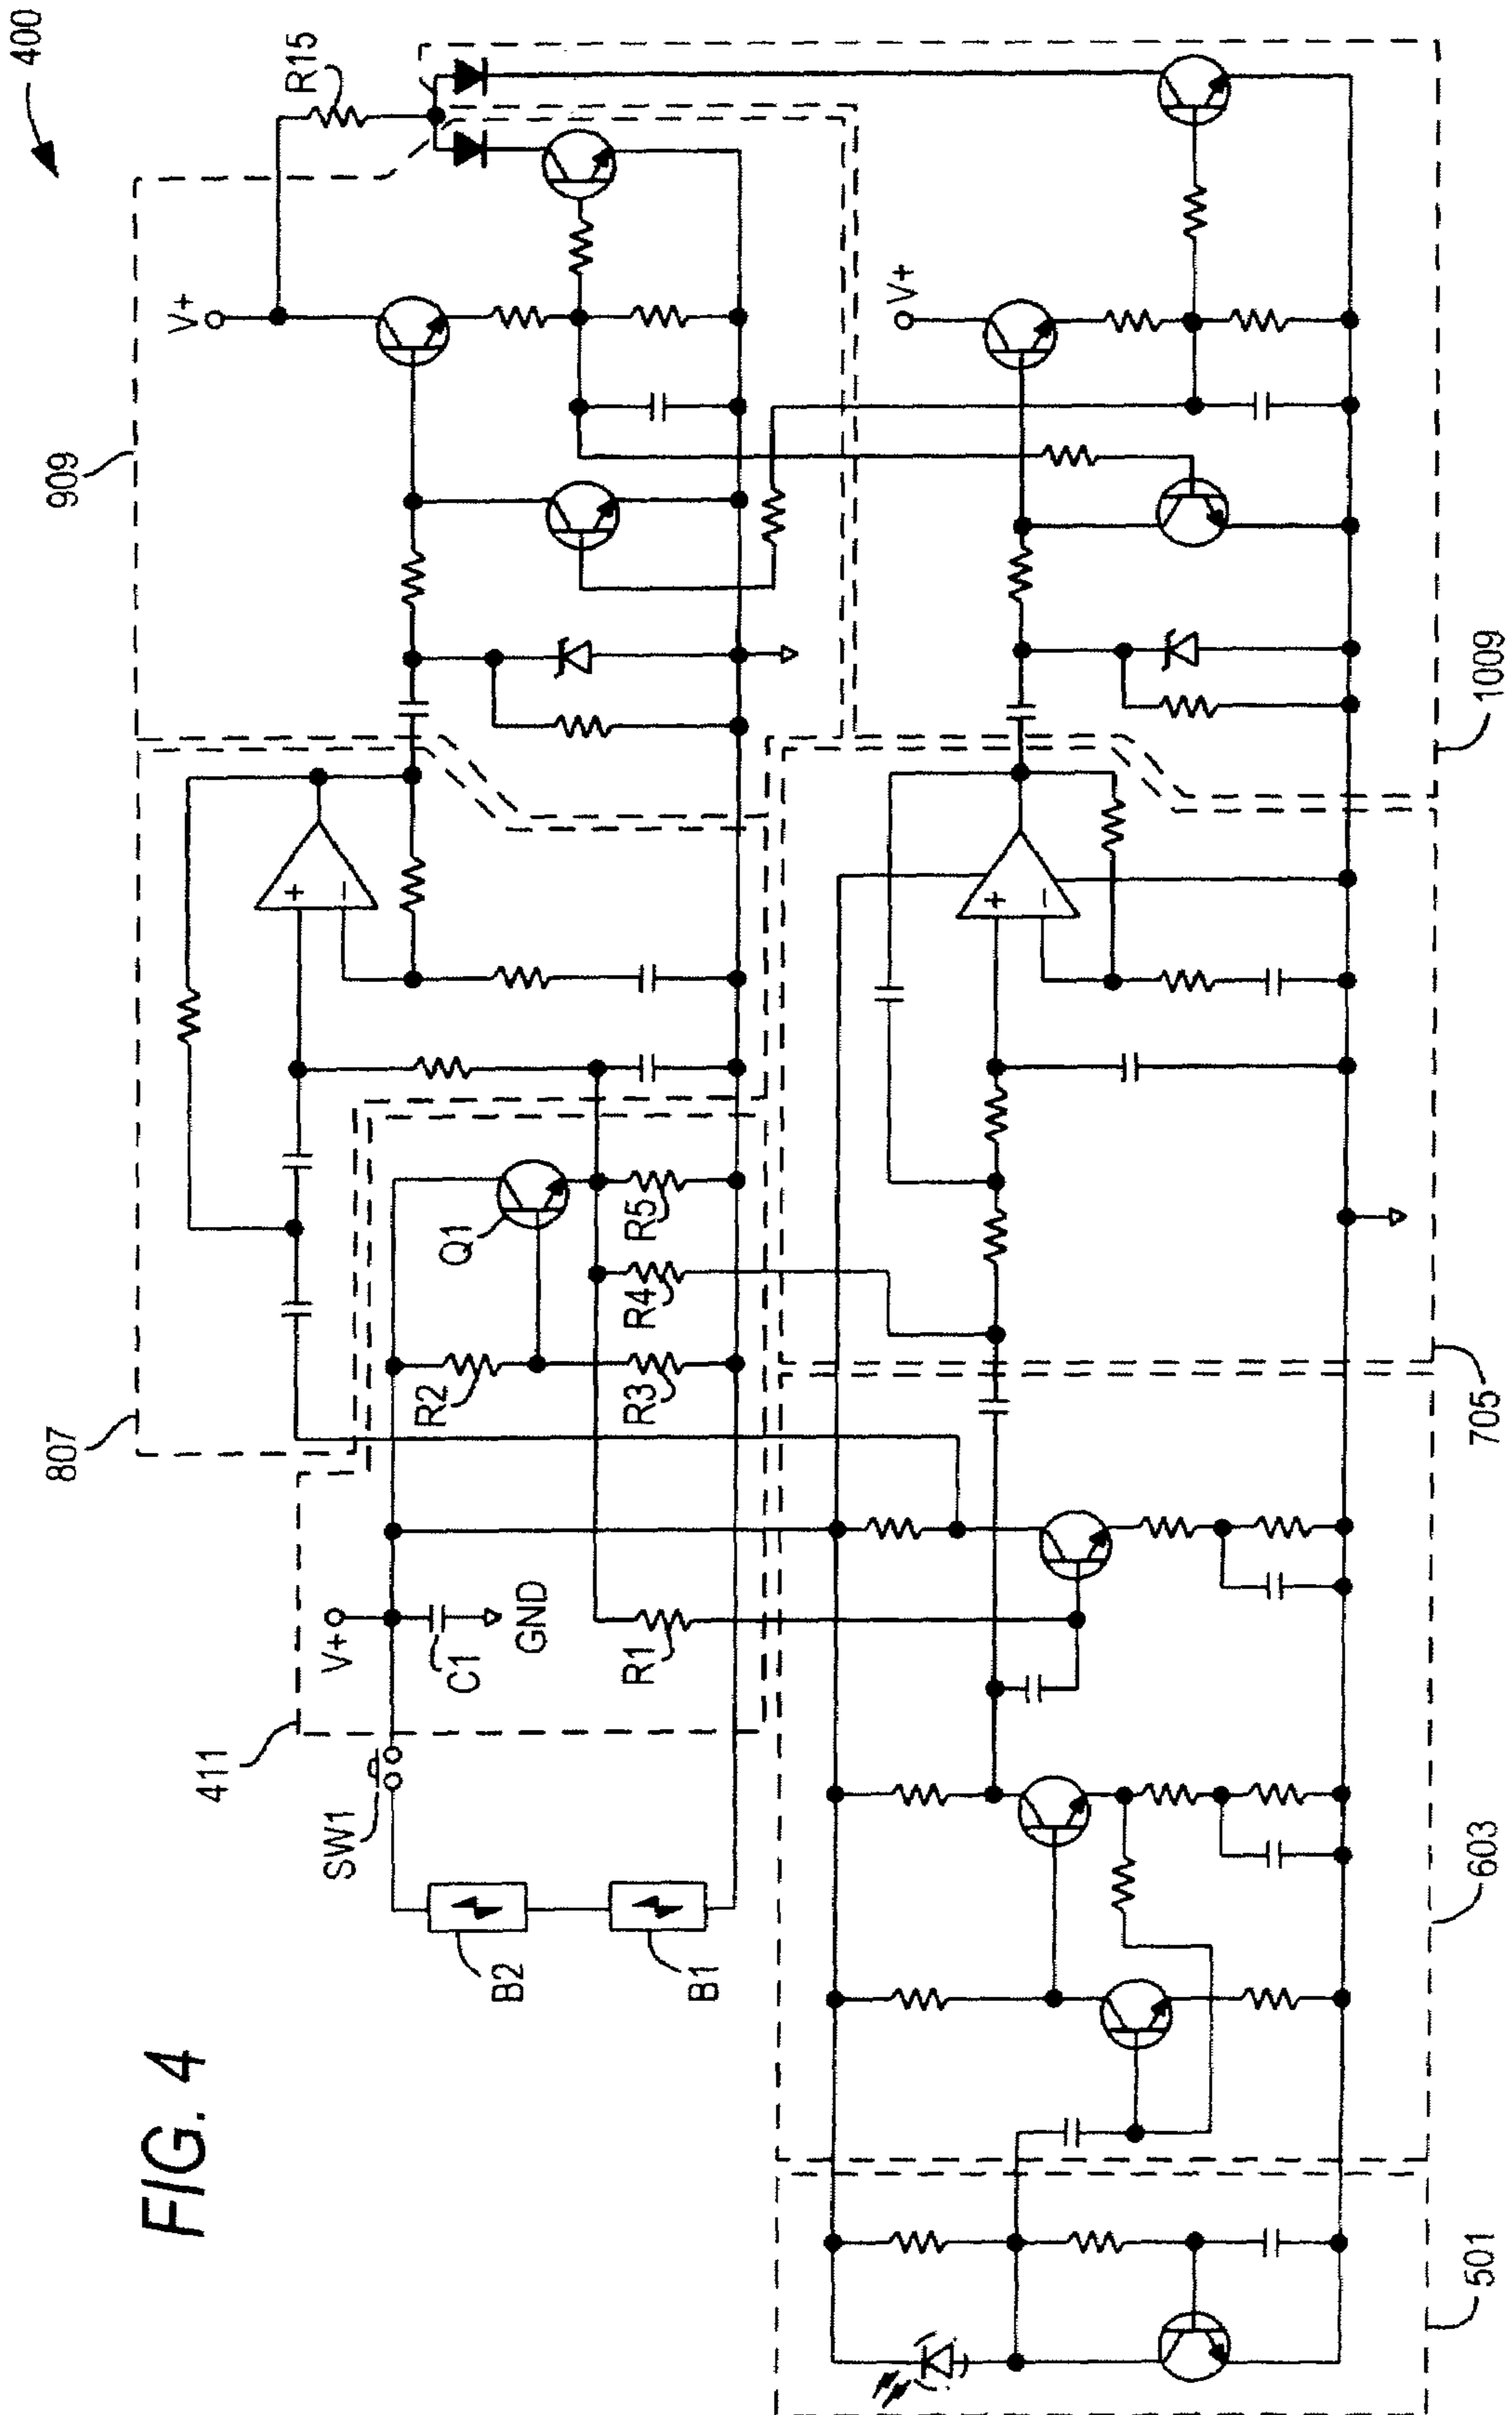 FIG. 4
400
R15
V+
909
V+
1009
+
−
+
−
807
Q1
R5
R4
R2
R3
705
V+
C1
GND
R1
411
SW1
603
B2
B1
501